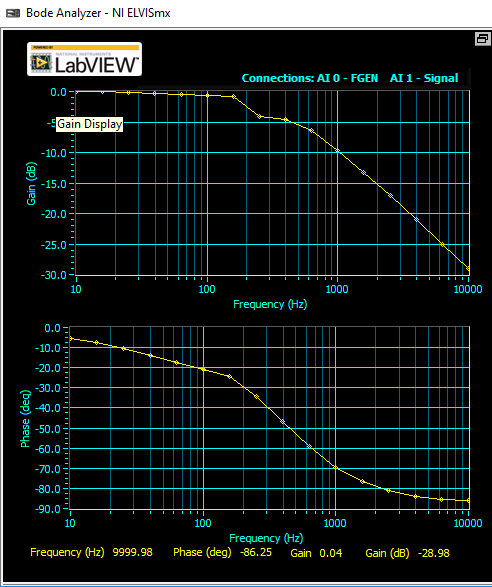 Bode Analyzer - NI ELVISmx
POWERED BY
NATIONAL INSTRUMENTS
LabVIEW™
Connections: AI 0 - FGEN AI 1 - Signal
Gain Display
0.0
-5
-10.0
-15.0
-20.0
-25.0
-30.0
Gain (dB)
10 100 1000 10000
Frequency (Hz)
0.0
-10.0
-20.0
-30.0
-40.0
-50.0
-60.0
-70.0
-80.0
-90.0
Phase (deg)
10 100 1000 10000
Frequency (Hz)
Frequency (Hz) 9999.98 Phase (deg) -86.25 Gain 0.04 Gain (dB) -28.98